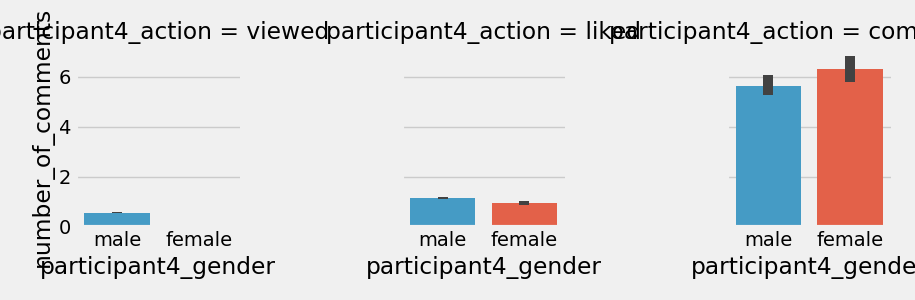 participant4_action = viewed
participant4_action = liked
participant4_action = com
number_of_comments
6
4
2
0
male female
male female
male female
participant4_gender
participant4_gender
participant4_gende